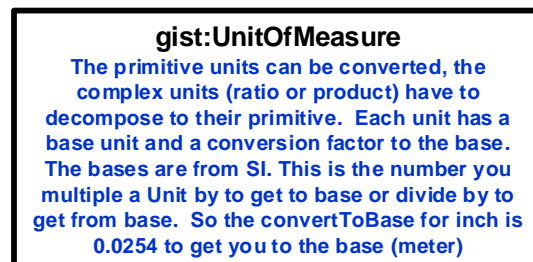 gist:UnitOfMeasure
The primitive units can be converted, the
complex units (ratio or product) have to
decompose to their primitive.  Each unit has a
base unit and a conversion factor to the base.
The bases are from SI. This is the number you
multiple a Unit by to get to base or divide by to
get from base.  So the convertToBase for inch is
0.0254 to get you to the base (meter)